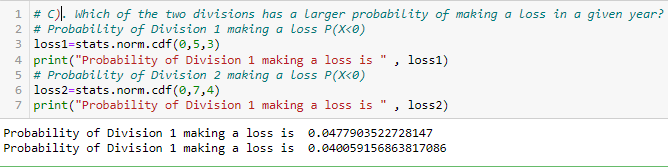 1 # C). Which of the two divisions has a larger probability of making a loss in a given year?
2 # Probability of Division 1 making a loss P(X<0)
3 loss1=stats.norm.cdf(0,5,3)
4 print("Probability of Division 1 making a loss is " , loss1)
5 # Probability of Division 2 making a loss P(X<0)
6 loss2=stats.norm.cdf(0,7,4)
7 print("Probability of Division 1 making a loss is " , loss2)
Probability of Division 1 making a loss is  0.0477903522728147
Probability of Division 1 making a loss is  0.040059156863817086